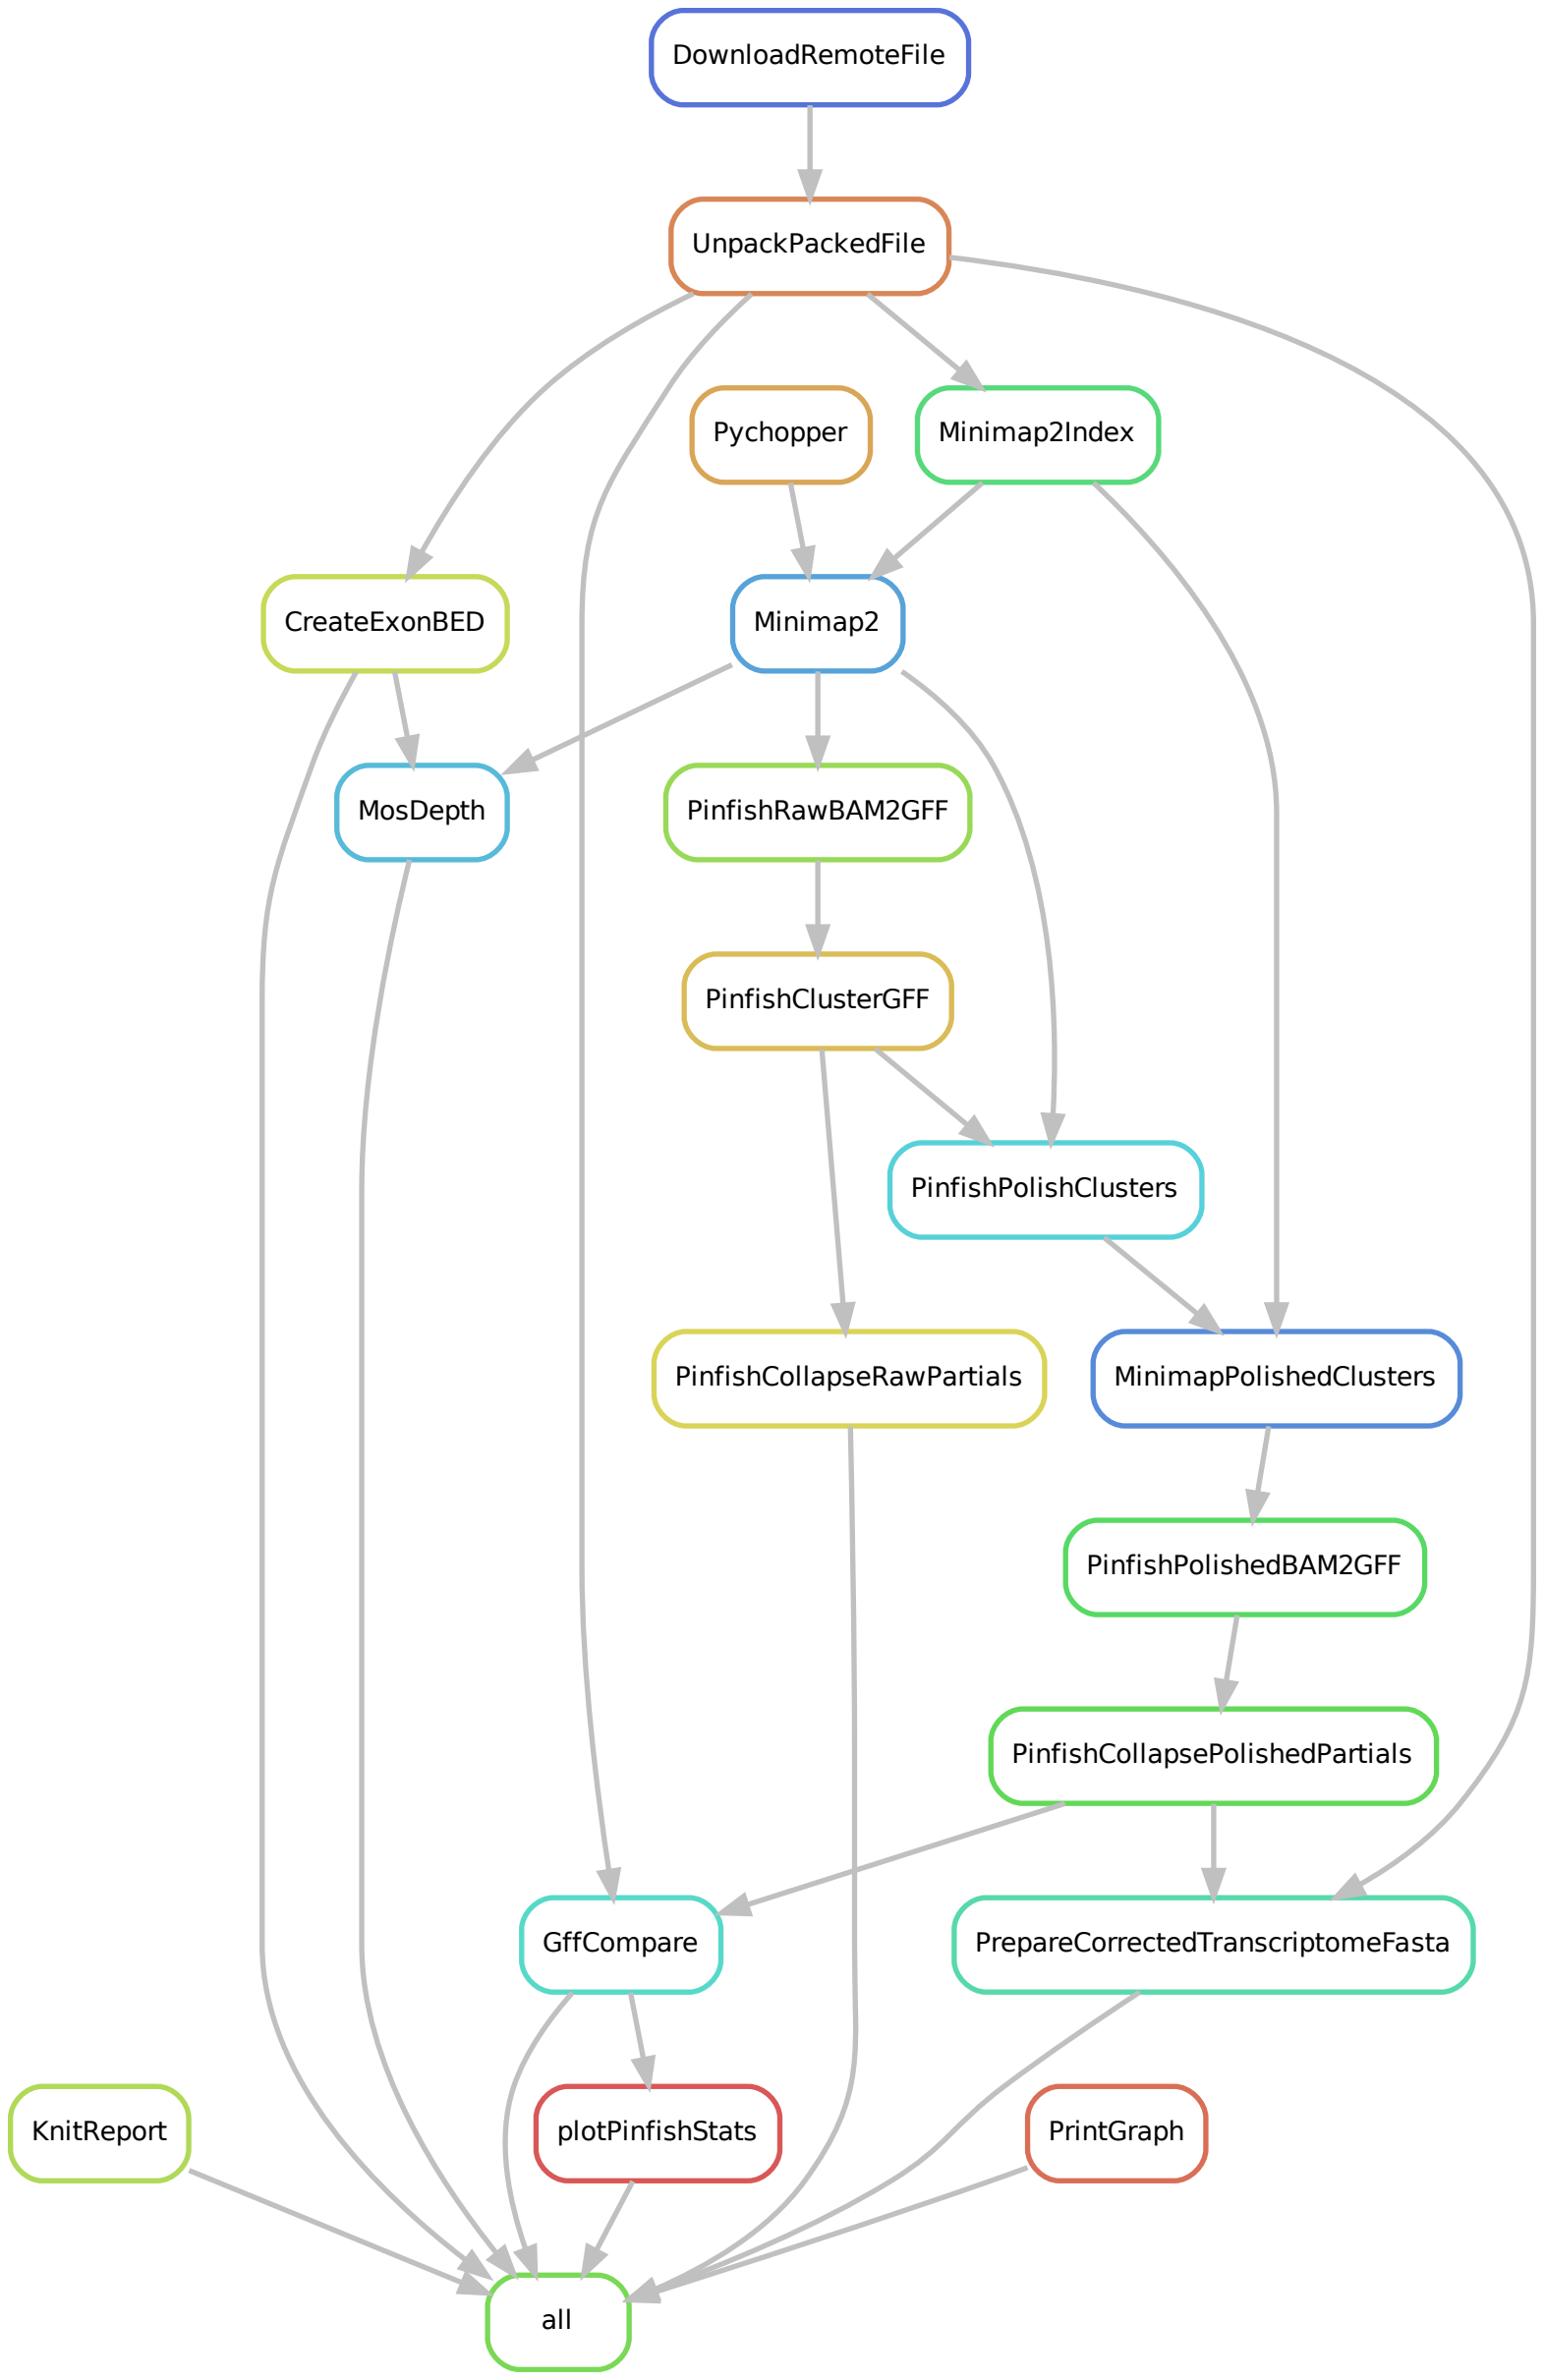 DownloadRemoteFile
UnpackPackedFile
Pychopper
Minimap2Index
CreateExonBED
Minimap2
MosDepth
PinfishRawBAM2GFF
PinfishClusterGFF
PinfishPolishClusters
PinfishCollapseRawPartials
MinimapPolishedClusters
PinfishPolishedBAM2GFF
PinfishCollapsePolishedPartials
GffCompare
PrepareCorrectedTranscriptomeFasta
KnitReport
plotPinfishStats
PrintGraph
all